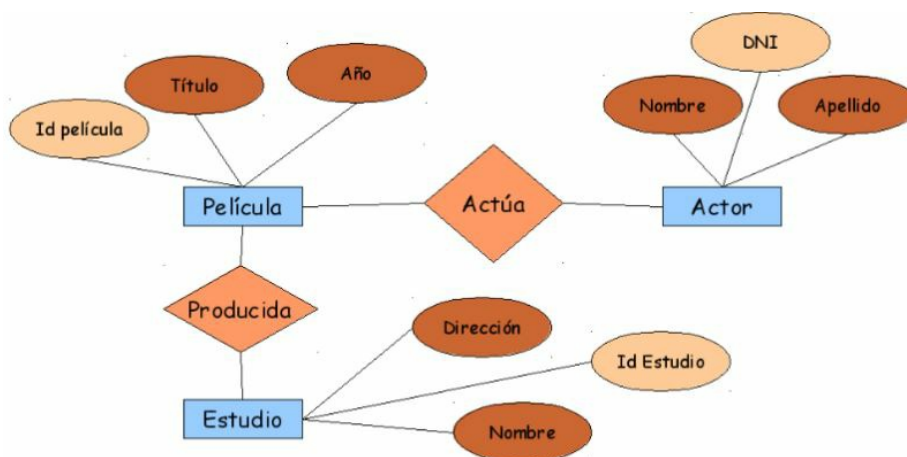 DNI
Año
Título
Nombre
Apellido
Id película
Película
Actúa
Actor
Producida
Dirección
Id Estudio
Estudio
Nombre